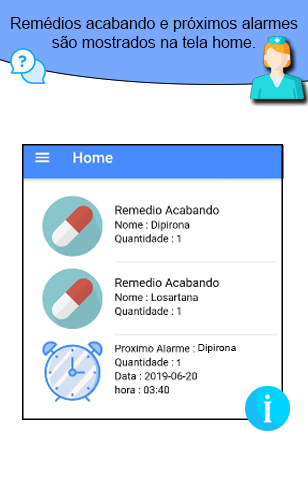 Remédios acabando e próximos alarmes
são mostrados na tela home.
?
Home
Remedio Acabando
Nome : Dipirona
Quantidade : 1
Remedio Acabando
Nome : Losartana
Quantidade : 1
Proximo Alarme : Dipirona
Quantidade : 1
Data : 2019-06-20
hora : 03:40
i